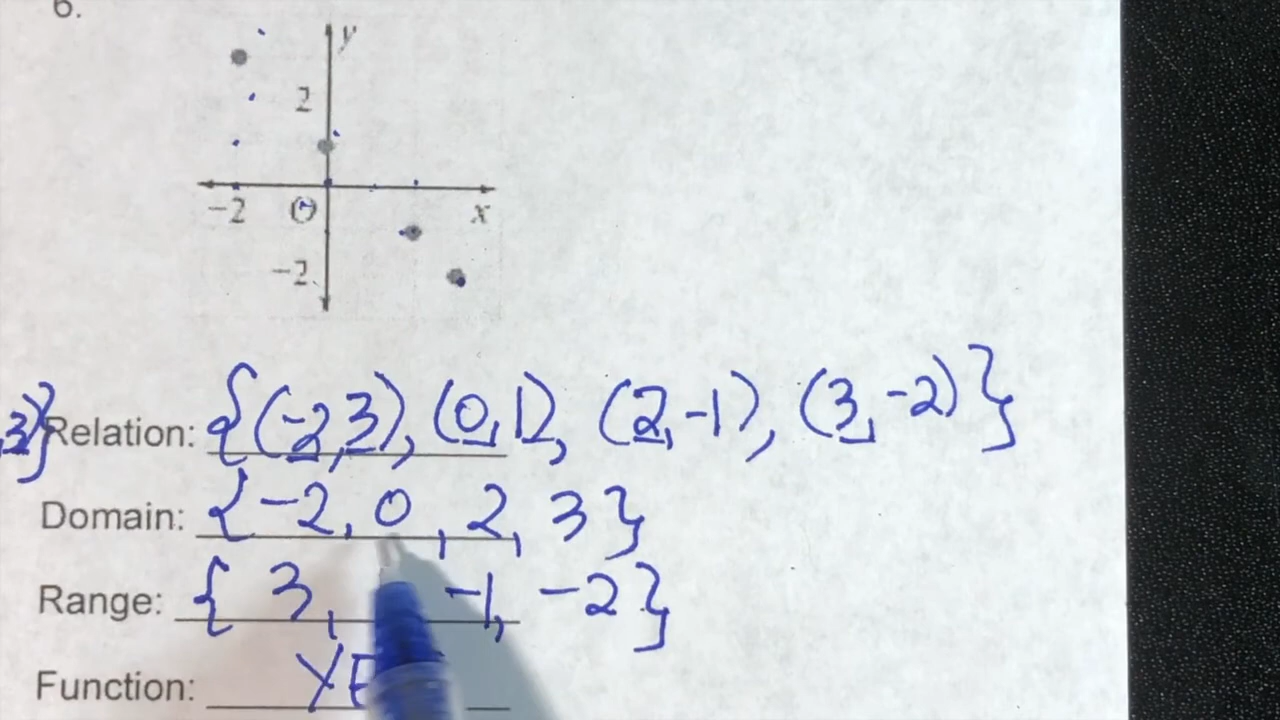 6.
y
2
-2 O x
-2
,3)} Relation: {(-2,3), (0,1), (2,-1), (3,-2)}
Domain: {-2, 0, 2, 3}
Range: { 3, -1, -2}
Function: